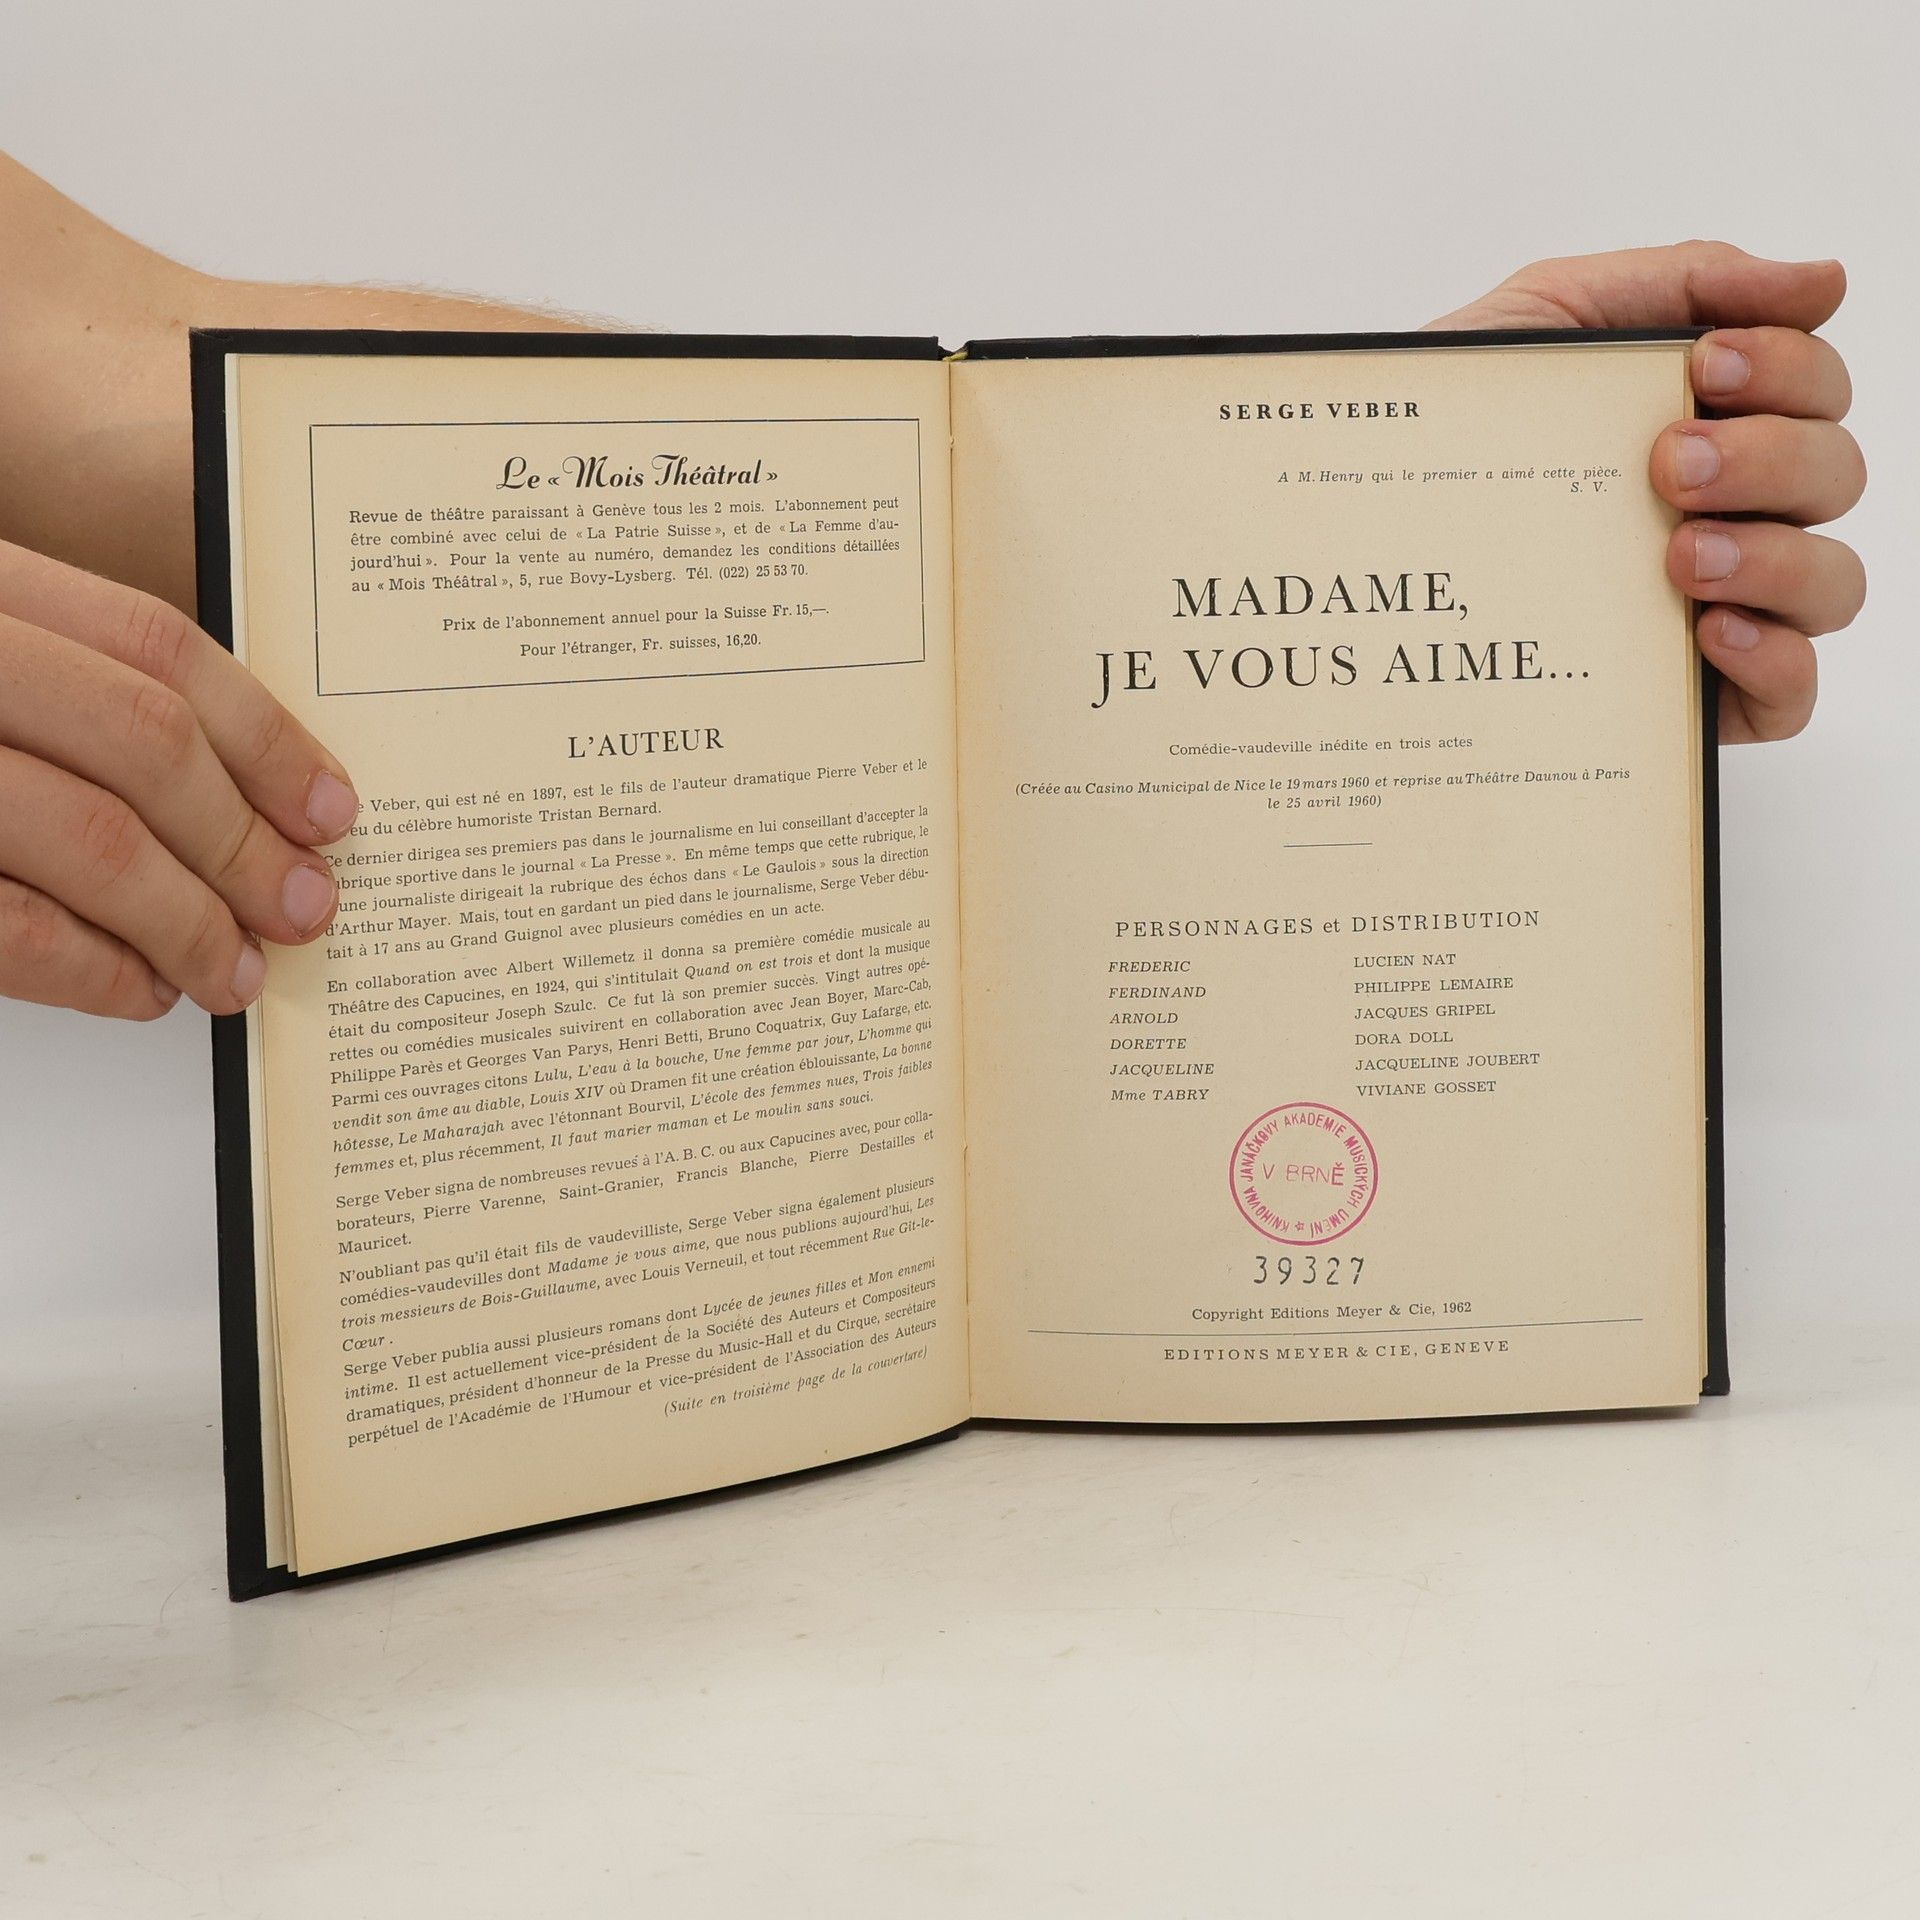 Le « Mois Théâtral »
Revue de théâtre paraissant à Genève tous les 2 mois. L'abonnement peut
être combiné avec celui de « La Patrie Suisse », et de « La Femme d'au-
jourd'hui ». Pour la vente au numéro, demandez les conditions détaillées
au « Mois Théâtral », 5, rue Bovy-Lysberg. Tél. (022) 25 53 70.
Prix de l'abonnement annuel pour la Suisse Fr. 15,—.
Pour l'étranger, Fr. suisses, 16,20.
L'AUTEUR
Veber, qui est né en 1897, est le fils de l'auteur dramatique Pierre Veber et le
du célèbre humoriste Tristan Bernard.
Ce dernier dirigea ses premiers pas dans le journalisme en lui conseillant d'accepter la
rubrique sportive dans le journal « La Presse ». En même temps que cette rubrique, le
jeune journaliste dirigeait la rubrique des échos dans « Le Gaulois » sous la direction
d'Arthur Mayer. Mais, tout en gardant un pied dans le journalisme, Serge Veber débu-
tait à 17 ans au Grand Guignol avec plusieurs comédies en un acte.
En collaboration avec Albert Willemetz il donna sa première comédie musicale au
Théâtre des Capucines, en 1924, qui s'intitulait Quand on est trois et dont la musique
était du compositeur Joseph Szulc. Ce fut là son premier succès. Vingt autres opé-
rettes ou comédies musicales suivirent en collaboration avec Jean Boyer, Marc-Cab,
Philippe Parès et Georges Van Parys, Henri Betti, Bruno Coquatrix, Guy Lafarge, etc.
Parmi ces ouvrages citons Lulu, L'eau à la bouche, Une femme par jour, L'homme qui
vendit son âme au diable, Louis XIV où Dramen fit une création éblouissante, La bonne
hôtesse, Le Maharajah avec l'étonnant Bourvil, L'école des femmes nues, Trois faibles
femmes et, plus récemment, Il faut marier maman et Le moulin sans souci.
Serge Veber signa de nombreuses revues à l'A. B. C. ou aux Capucines avec, pour colla-
borateurs, Pierre Varenne, Saint-Granier, Francis Blanche, Pierre Destailles et
Mauricet.
N'oubliant pas qu'il était fils de vaudevilliste, Serge Veber signa également plusieurs
comédies-vaudevilles dont Madame je vous aime, que nous publions aujourd'hui, Les
trois messieurs de Bois-Guillaume, avec Louis Verneuil, et tout récemment Rue Gît-le-
Cœur .
Serge Veber publia aussi plusieurs romans dont Lycée de jeunes filles et Mon ennemi
intime. Il est actuellement vice-président de la Société des Auteurs et Compositeurs
dramatiques, président d'honneur de la Presse du Music-Hall et du Cirque, secrétaire
perpétuel de l'Académie de l'Humour et vice-président de l'Association des Auteurs
(Suite en troisième page de la couverture)
SERGE VEBER
A M. Henry qui le premier a aimé cette pièce.
S. V.
MADAME,
JE VOUS AIME...
Comédie-vaudeville inédite en trois actes
(Créée au Casino Municipal de Nice le 19 mars 1960 et reprise au Théâtre Daunou à Paris
le 25 avril 1960)
PERSONNAGES et DISTRIBUTION
FREDERIC LUCIEN NAT
FERDINAND PHILIPPE LEMAIRE
ARNOLD JACQUES GRIPEL
DORETTE DORA DOLL
JACQUELINE JACQUELINE JOUBERT
Mme TABRY VIVIANE GOSSET
KNIHOVNA JANÁČKOVY AKADEMIE MUSICKÝCH UMĚNÍ
V BRNĚ
39327
Copyright Editions Meyer & Cie, 1962
EDITIONS MEYER & CIE, GENEVE